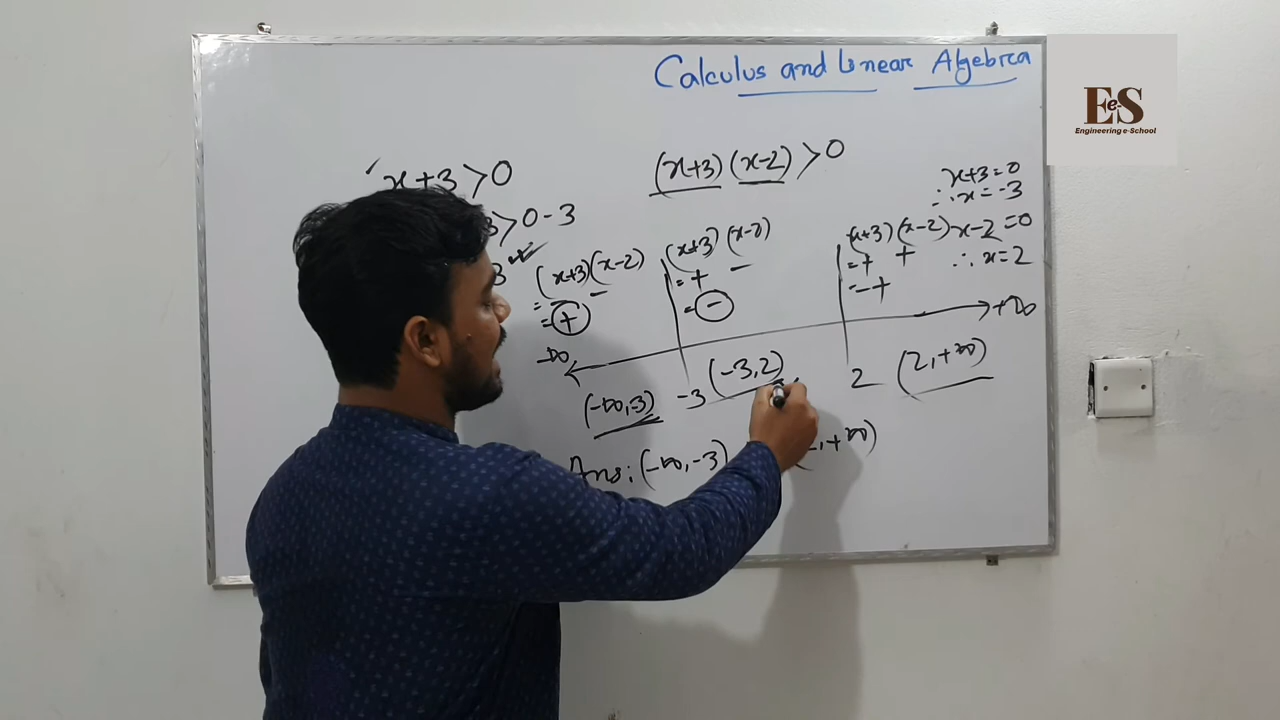 Calculus and Linear Algebra
EeS
Engineering e-School
x+3>0
3>0-3
3
(x+3)(x-2)>0
x+3=0
∴x=-3
x-2=0
∴x=2
(x+3)(x-2)
= - -
=+
(x+3)(x-2)
=+ -
=-
(x+3)(x-2)
=+ +
=+
-∞
+∞
(-∞,-3)
-3
(-3,2)
2
(2,+∞)
Ans: (-∞,-3)
,+∞)